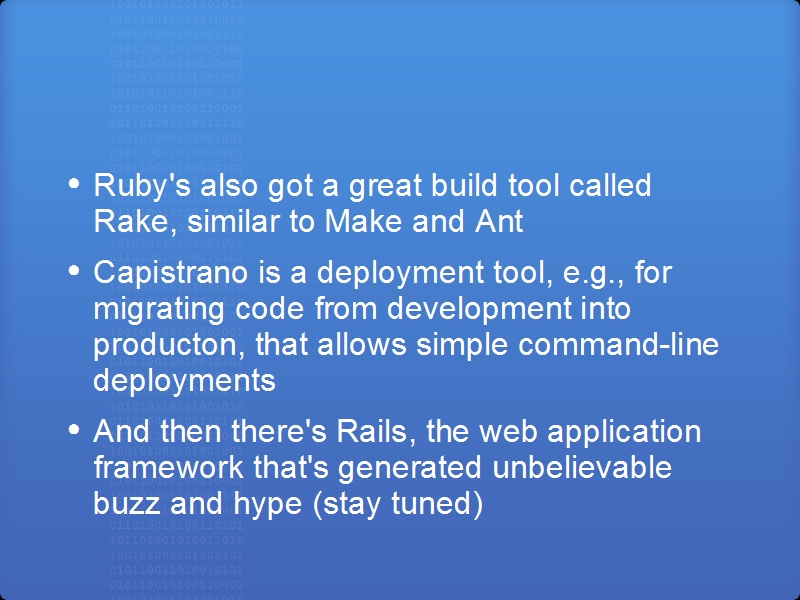 • Ruby's also got a great build tool called
Rake, similar to Make and Ant
• Capistrano is a deployment tool, e.g., for
migrating code from development into
producton, that allows simple command-line
deployments
• And then there's Rails, the web application
framework that's generated unbelievable
buzz and hype (stay tuned)